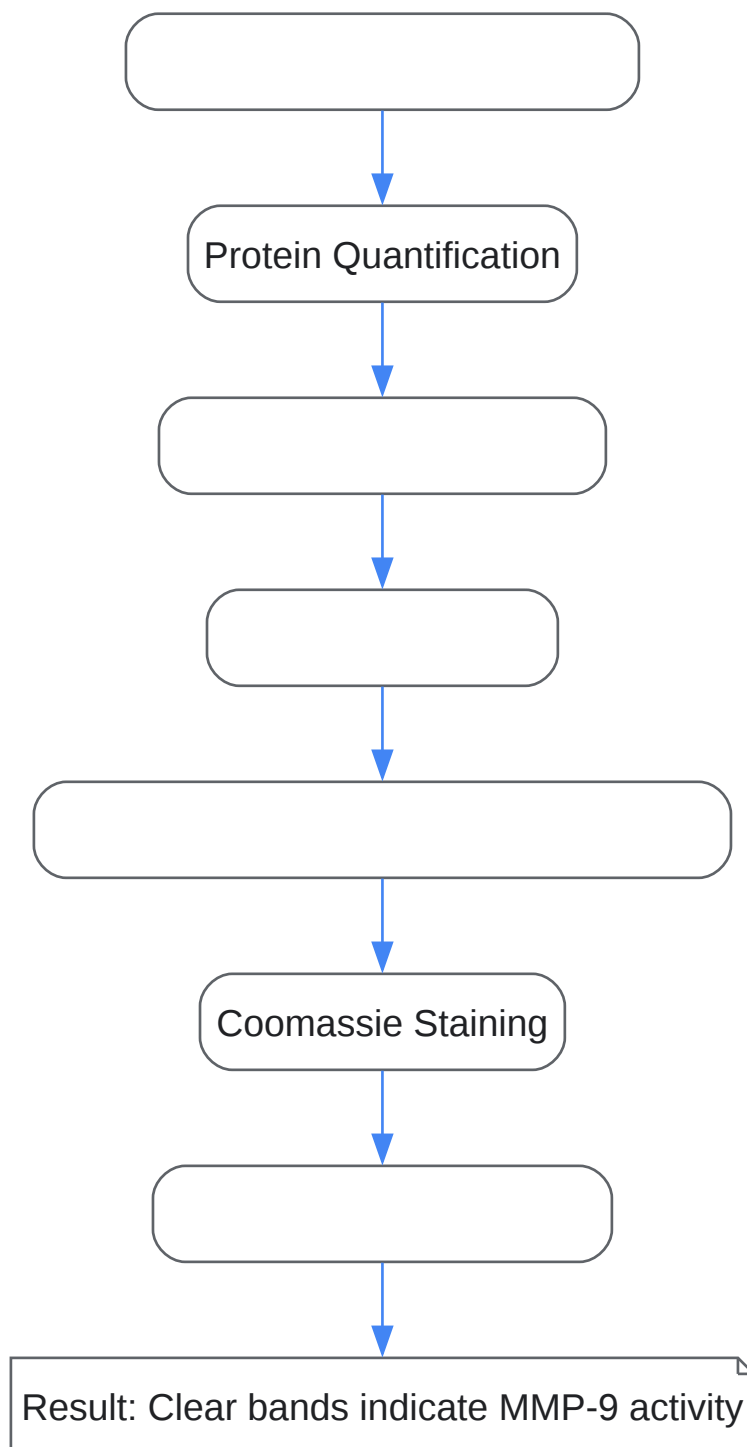 Protein Quantification
Coomassie Staining
Result: Clear bands indicate MMP-9 activity